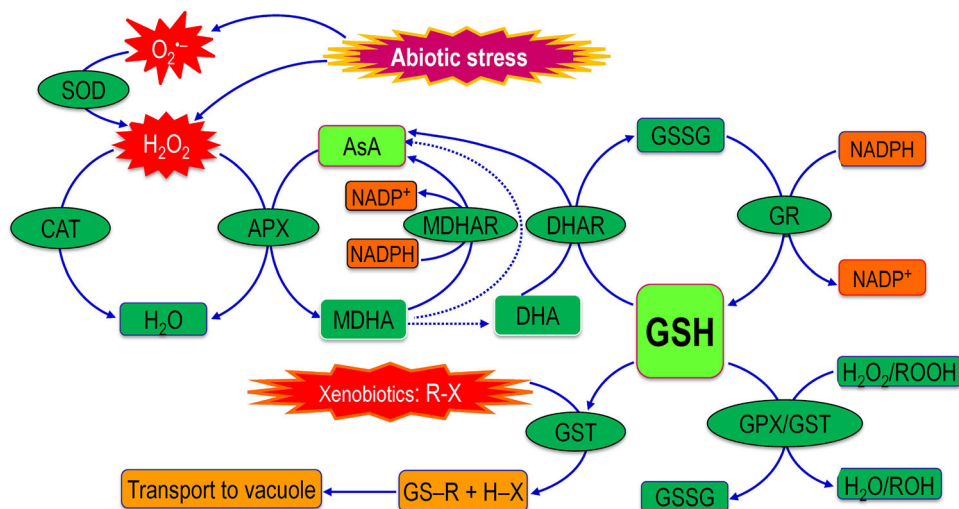 O₂•−
Abiotic stress
SOD
H₂O₂
AsA
GSSG
NADPH
NADP⁺
CAT
APX
MDHAR
DHAR
GR
NADPH
NADP⁺
H₂O
MDHA
DHA
GSH
Xenobiotics: R-X
H₂O₂/ROOH
GST
GPX/GST
Transport to vacuole
GS–R + H–X
GSSG
H₂O/ROH